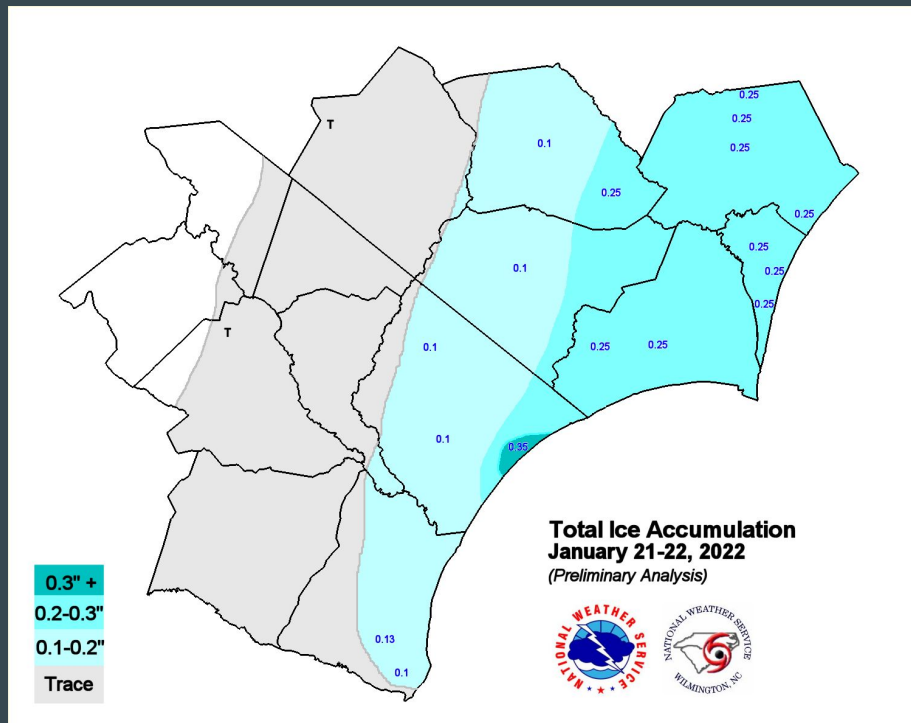 0.25
0.25
T
0.1
0.25
0.25
0.25
0.25
0.1
0.25
0.25
T
0.1
0.25
0.25
0.1
0.35
Total Ice Accumulation
January 21-22, 2022
(Preliminary Analysis)
0.3" +
0.2-0.3"
0.1-0.2"
Trace
0.13
0.1
NATIONAL WEATHER SERVICE
NATIONAL WEATHER SERVICE
WILMINGTON, NC